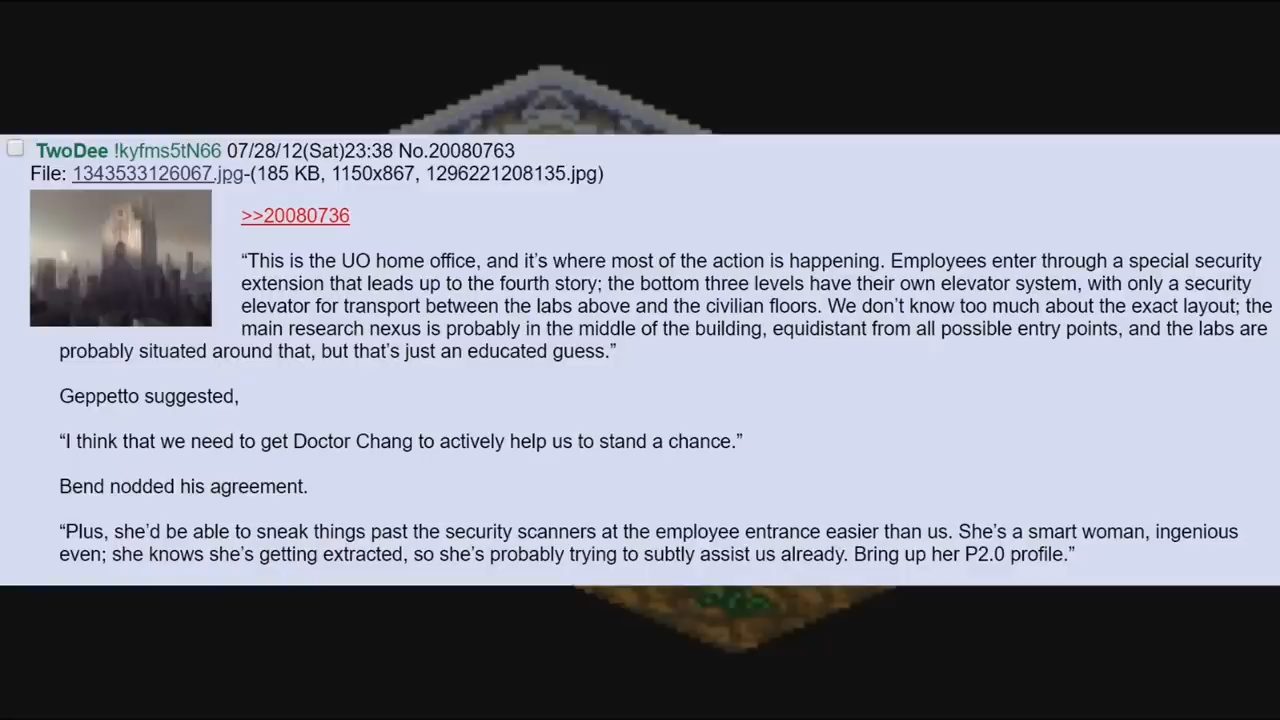 TwoDee !kyfms5tN66 07/28/12(Sat)23:38 No.20080763
File: 1343533126067.jpg-(185 KB, 1150x867, 1296221208135.jpg)
>>20080736
“This is the UO home office, and it’s where most of the action is happening. Employees enter through a special security
extension that leads up to the fourth story; the bottom three levels have their own elevator system, with only a security
elevator for transport between the labs above and the civilian floors. We don’t know too much about the exact layout; the
main research nexus is probably in the middle of the building, equidistant from all possible entry points, and the labs are
probably situated around that, but that’s just an educated guess.”
Geppetto suggested,
“I think that we need to get Doctor Chang to actively help us to stand a chance.”
Bend nodded his agreement.
“Plus, she’d be able to sneak things past the security scanners at the employee entrance easier than us. She’s a smart woman, ingenious
even; she knows she’s getting extracted, so she’s probably trying to subtly assist us already. Bring up her P2.0 profile.”